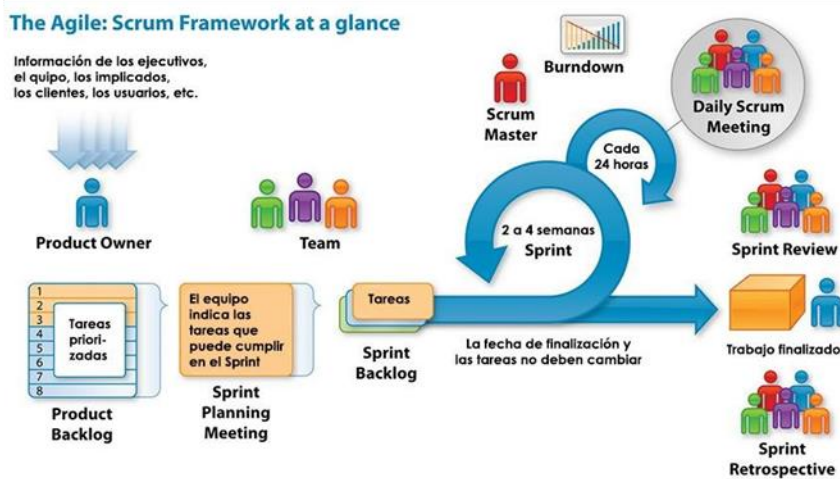 The Agile: Scrum Framework at a glance
Información de los ejecutivos,
el quipo, los implicados,
los clientes, los usuarios, etc.
Product Owner
Team
Scrum
Master
Burndown
Daily Scrum
Meeting
Cada
24 horas
2 a 4 semanas
Sprint
Sprint Review
1
2
3
4
5
6
7
8
Tareas
priori-
zadas
Product
Backlog
El equipo
indica las
tareas que
puede cumplir
en el Sprint
Sprint
Planning
Meeting
Tareas
Sprint
Backlog
La fecha de finalización y
las tareas no deben cambiar
Trabajo finalizado
Sprint
Retrospective